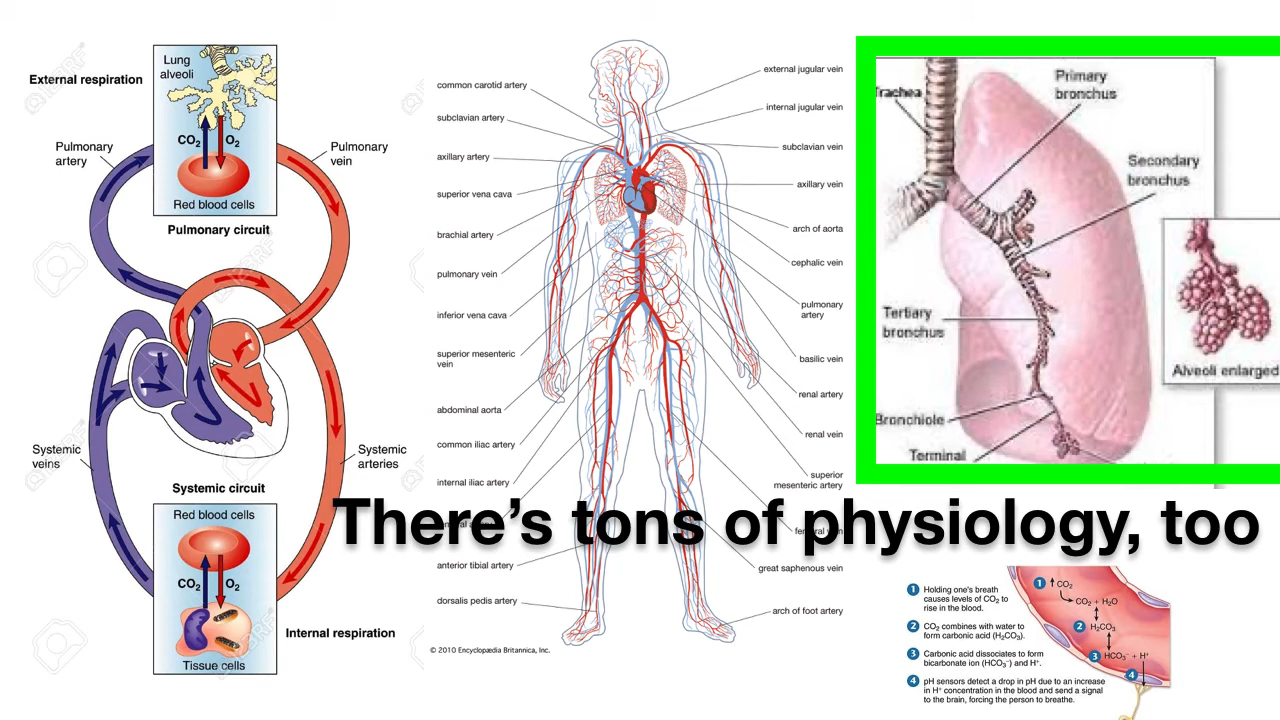 External respiration
Lung
alveoli
CO2
O2
Red blood cells
Pulmonary
artery
Pulmonary
vein
Pulmonary circuit
Systemic
veins
Systemic
arteries
Systemic circuit
Red blood cells
CO2
O2
Tissue cells
Internal respiration
common carotid artery
subclavian artery
axillary artery
superior vena cava
brachial artery
pulmonary vein
inferior vena cava
superior mesenteric
vein
abdominal aorta
common iliac artery
internal iliac artery
anterior tibial artery
dorsalis pedis artery
external jugular vein
internal jugular vein
subclavian vein
axillary vein
arch of aorta
cephalic vein
pulmonary
artery
basilic vein
renal artery
renal vein
superior
mesenteric artery
great saphenous vein
arch of foot artery
© 2010 Encyclopædia Britannica, Inc.
Trachea
Primary
bronchus
Secondary
bronchus
Tertiary
bronchus
Bronchiole
Terminal
Alveoli enlarged
There's tons of physiology, too
1 Holding one's breath
causes levels of CO2 to
rise in the blood.
2 CO2 combines with water to
form carbonic acid (H2CO3).
3 Carbonic acid dissociates to form
bicarbonate ion (HCO3−) and H+.
4 pH sensors detect a drop in pH due to an increase
in H+ concentration in the blood and send a signal
to the brain, forcing the person to breathe.
1 ↑ CO2
CO2 + H2O
2 H2CO3
3 HCO3− + H+
4